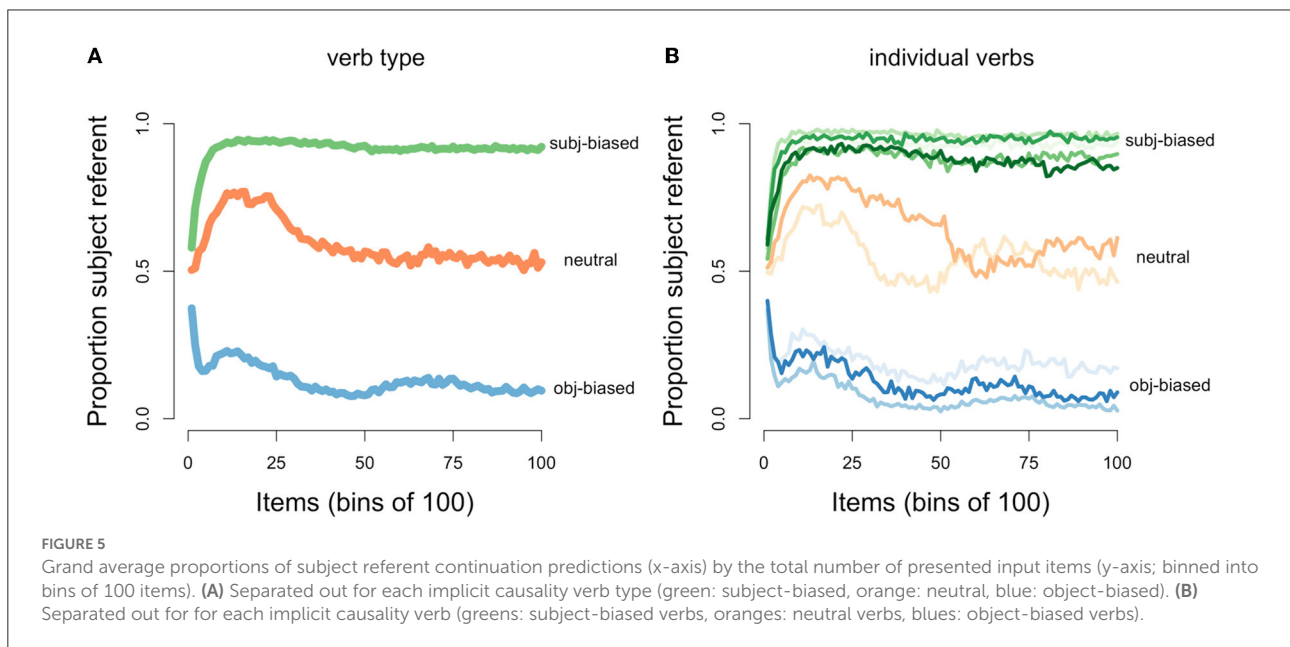 A
verb type
Proportion subject referent
1.0
0.5
0.0
subj-biased
neutral
obj-biased
0
25
50
75
100
Items (bins of 100)
B
individual verbs
Proportion subject referent
1.0
0.5
0.0
subj-biased
neutral
obj-biased
0
25
50
75
100
Items (bins of 100)
FIGURE 5
Grand average proportions of subject referent continuation predictions (x-axis) by the total number of presented input items (y-axis; binned into
bins of 100 items). (A) Separated out for each implicit causality verb type (green: subject-biased, orange: neutral, blue: object-biased). (B)
Separated out for for each implicit causality verb (greens: subject-biased verbs, oranges: neutral verbs, blues: object-biased verbs).